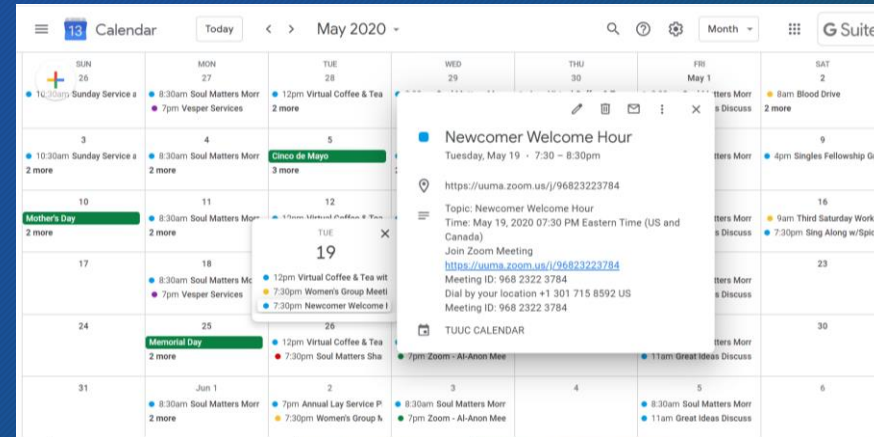 13 Calendar Today < > May 2020 Month G Suite
SUN MON TUE WED THU FRI SAT
26 27 28 29 30 May 1 2
10:30am Sunday Service a 8:30am Soul Matters Morr 12pm Virtual Coffee & Tea tters Morr 8am Blood Drive
7pm Vesper Services 2 more s Discuss 2 more
Newcomer Welcome Hour
Tuesday, May 19 · 7:30 – 8:30pm
https://uuma.zoom.us/j/96823223784
Topic: Newcomer Welcome Hour
Time: May 19, 2020 07:30 PM Eastern Time (US and
Canada)
Join Zoom Meeting
https://uuma.zoom.us/j/96823223784
Meeting ID: 968 2322 3784
Dial by your location +1 301 715 8592 US
Meeting ID: 968 2322 3784
TUUC CALENDAR
3 4 5 9
10:30am Sunday Service a 8:30am Soul Matters Morr Cinco de Mayo tters Morr 4pm Singles Fellowship Gr
2 more 2 more 3 more
10 11 12 16
Mother's Day 8:30am Soul Matters Morr 12pm Virtual Coffee & Tea tters Morr 9am Third Saturday Work
2 more 2 more s Discuss 7:30pm Sing Along w/Spic
TUE
19
12pm Virtual Coffee & Tea wit
7:30pm Women's Group Meeti
7:30pm Newcomer Welcome H
17 18 23
8:30am Soul Matters Mo tters Morr
7pm Vesper Services s Discuss
24 25 26 30
Memorial Day 12pm Virtual Coffee & Tea tters Morr
2 more 7:30pm Soul Matters Sha 7pm Zoom - Al-Anon Mee 11am Great Ideas Discuss
31 Jun 1 2 3 4 5 6
8:30am Soul Matters Morr 7pm Annual Lay Service P 8:30am Soul Matters Morr 8:30am Soul Matters Morr
2 more 7:30pm Women's Group M 7pm Zoom - Al-Anon Mee 11am Great Ideas Discuss